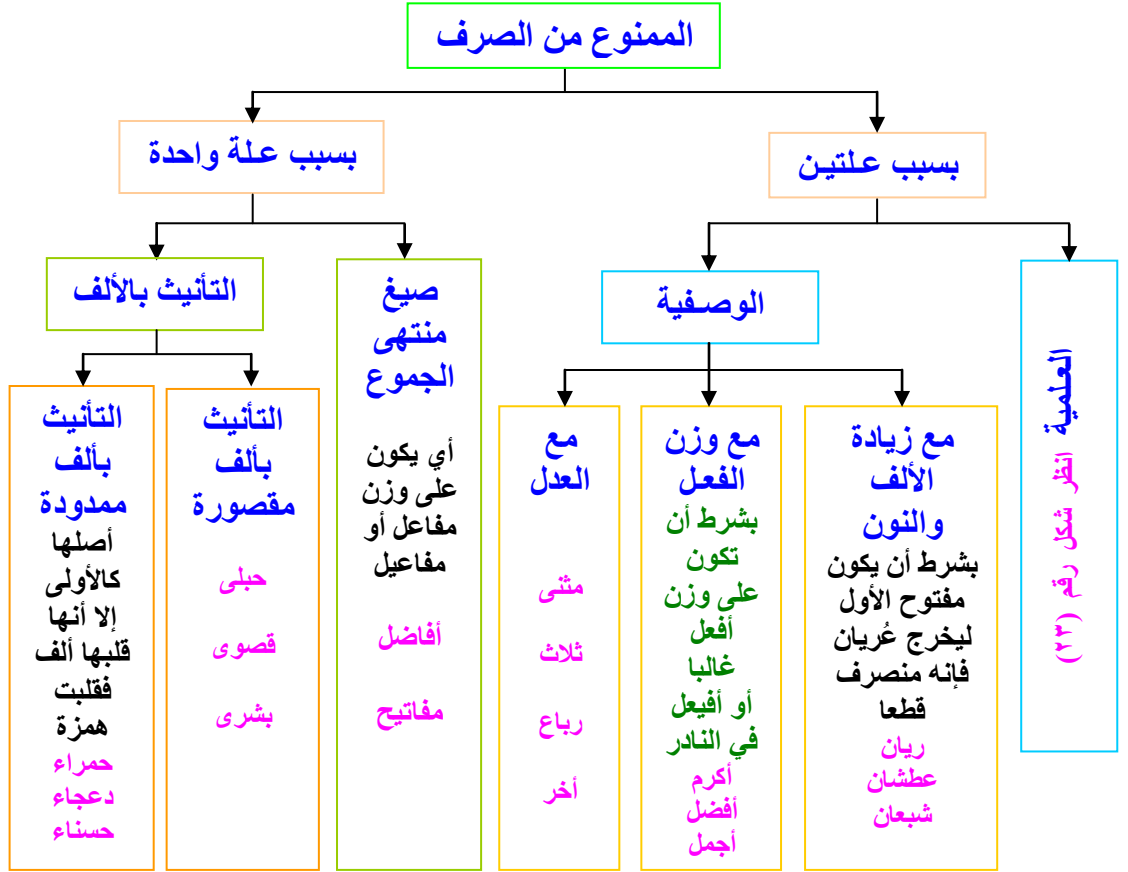 الممنوع من الصرف
بسبب علتين
بسبب علة واحدة
العلمية انظر شكل رقم (٢٣)
الوصفية
مع زيادة
الألف
والنون
بشرط أن يكون
مفتوح الأول
ليخرج عُريان
فإنه منصرف
قطعا
ريان
عطشان
شبعان
مع وزن
الفعل
بشرط أن
تكون
على وزن
أفعل
غالبا
أو أفيعل
في النادر
أكرم
أفضل
أجمل
مع
العدل
مثنى
ثلاث
رباع
أخر
صيغ
منتهى
الجموع
أي يكون
على وزن
مفاعل أو
مفاعيل
أفاضل
مفاتيح
التأنيث بالألف
التأنيث
بألف
مقصورة
حبلى
قصوى
بشرى
التأنيث
بألف
ممدودة
أصلها
كالأولى
إلا أنها
قلبها ألف
فقلبت
همزة
حمراء
دعجاء
حسناء